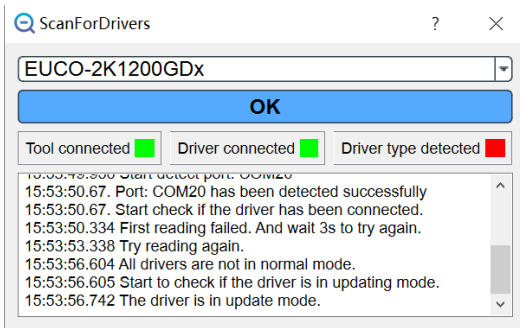 ScanForDrivers
?
EUCO-2K1200GDx
OK
Tool connected
Driver connected
Driver type detected
Start detect port: COM20
15:53:50.67. Port: COM20 has been detected successfully
15:53:50.67. Start check if the driver has been connected.
15:53:50.334 First reading failed. And wait 3s to try again.
15:53:53.338 Try reading again.
15:53:56.604 All drivers are not in normal mode.
15:53:56.605 Start to check if the driver is in updating mode.
15:53:56.742 The driver is in update mode.